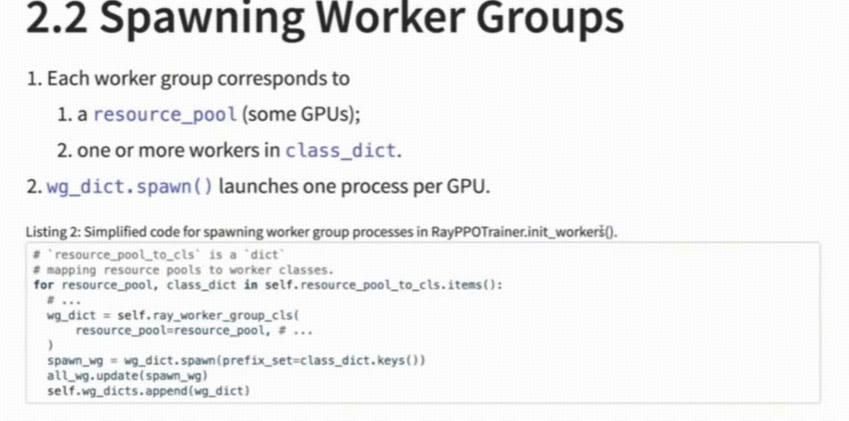 2.2 Spawning Worker Groups
1. Each worker group corresponds to
1. a resource_pool (some GPUs);
2. one or more workers in class_dict.
2. wg_dict.spawn() launches one process per GPU.
Listing 2: Simplified code for spawning worker group processes in RayPPOTrainer.init_workers().
# `resource_pool_to_cls` is a `dict`
# mapping resource pools to worker classes.
for resource_pool, class_dict in self.resource_pool_to_cls.items():
# ...
wg_dict = self.ray_worker_group_cls(
resource_pool=resource_pool, # ...
)
spawn_wg = wg_dict.spawn(prefix_set=class_dict.keys())
all_wg.update(spawn_wg)
self.wg_dicts.append(wg_dict)